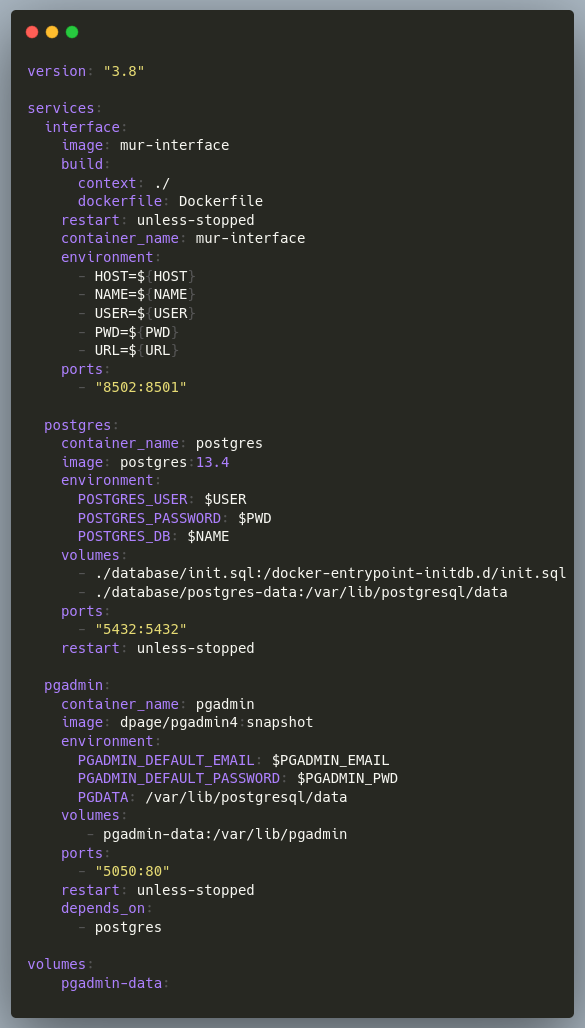 version: "3.8"

services:
  interface:
    image: mur-interface
    build:
      context: ./
      dockerfile: Dockerfile
    restart: unless-stopped
    container_name: mur-interface
    environment:
      - HOST=${HOST}
      - NAME=${NAME}
      - USER=${USER}
      - PWD=${PWD}
      - URL=${URL}
    ports:
      - "8502:8501"

  postgres:
    container_name: postgres
    image: postgres:13.4
    environment:
      POSTGRES_USER: $USER
      POSTGRES_PASSWORD: $PWD
      POSTGRES_DB: $NAME
    volumes:
      - ./database/init.sql:/docker-entrypoint-initdb.d/init.sql
      - ./database/postgres-data:/var/lib/postgresql/data
    ports:
      - "5432:5432"
    restart: unless-stopped

  pgadmin:
    container_name: pgadmin
    image: dpage/pgadmin4:snapshot
    environment:
      PGADMIN_DEFAULT_EMAIL: $PGADMIN_EMAIL
      PGADMIN_DEFAULT_PASSWORD: $PGADMIN_PWD
      PGDATA: /var/lib/postgresql/data
    volumes:
       - pgadmin-data:/var/lib/pgadmin
    ports:
      - "5050:80"
    restart: unless-stopped
    depends_on:
      - postgres

volumes:
    pgadmin-data: